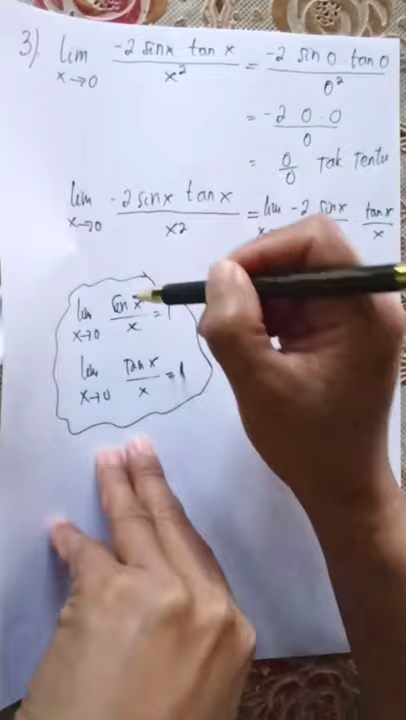 3). lim x→0 -2 sin x tan x / x² = -2 sin 0 . tan 0 / 0²
= -2 0 . 0 / 0
= 0/0 Tak Tentu
lim x→0 -2 sin x tan x / x² = lim -2 sin x . tan x / x
lim x→0 sin x / x = 1
lim x→0 tan x / x = 1